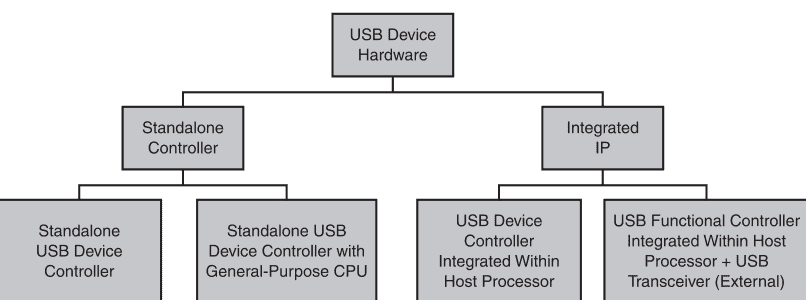 USB Device
Hardware
Standalone
Controller
Integrated
IP
Standalone
USB Device
Controller
Standalone USB
Device Controller with
General-Purpose CPU
USB Device
Controller
Integrated Within
Host Processor
USB Functional Controller
Integrated Within Host
Processor + USB
Transceiver (External)